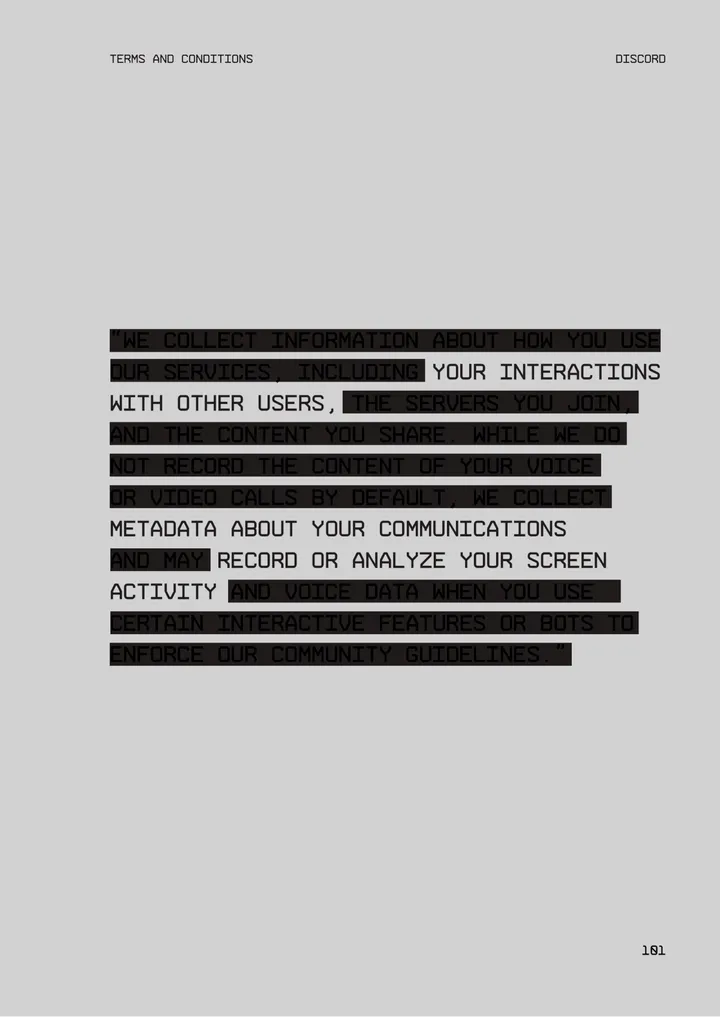 TERMS AND CONDITIONS
DISCORD
"WE COLLECT INFORMATION ABOUT HOW YOU USE
OUR SERVICES, INCLUDING YOUR INTERACTIONS
WITH OTHER USERS, THE SERVERS YOU JOIN,
AND THE CONTENT YOU SHARE. WHILE WE DO
NOT RECORD THE CONTENT OF YOUR VOICE
OR VIDEO CALLS BY DEFAULT, WE COLLECT
METADATA ABOUT YOUR COMMUNICATIONS
AND MAY RECORD OR ANALYZE YOUR SCREEN
ACTIVITY AND VOICE DATA WHEN YOU USE
CERTAIN INTERACTIVE FEATURES OR BOTS TO
ENFORCE OUR COMMUNITY GUIDELINES."
101